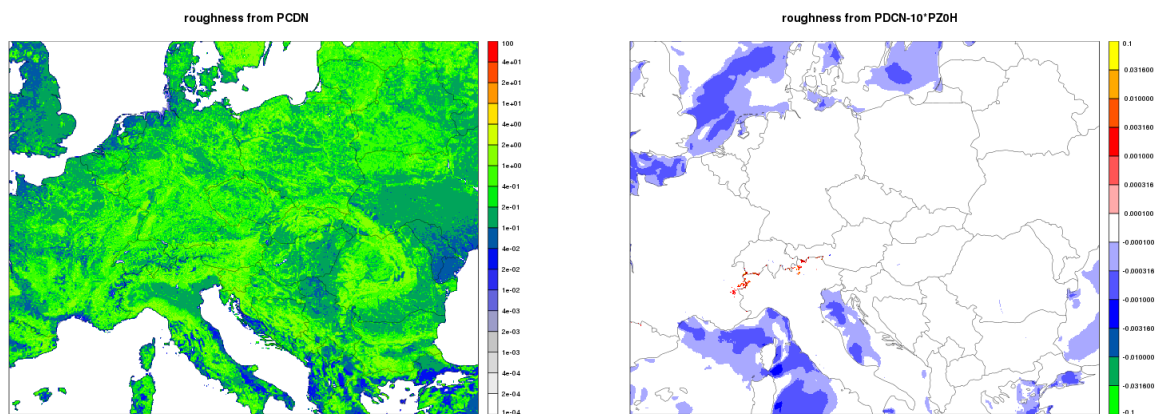 roughness from PCDN
100
4e+01
2e+01
1e+01
4e+00
2e+00
1e+00
4e-01
2e-01
1e-01
4e-02
2e-02
1e-02
4e-03
2e-03
1e-03
4e-04
2e-04
1e-04
roughness from PDCN-10*PZ0H
0.1
0.031600
0.010000
0.003160
0.001000
0.000316
0.000100
-0.000100
-0.000316
-0.001000
-0.003160
-0.010000
-0.031600
-0.1